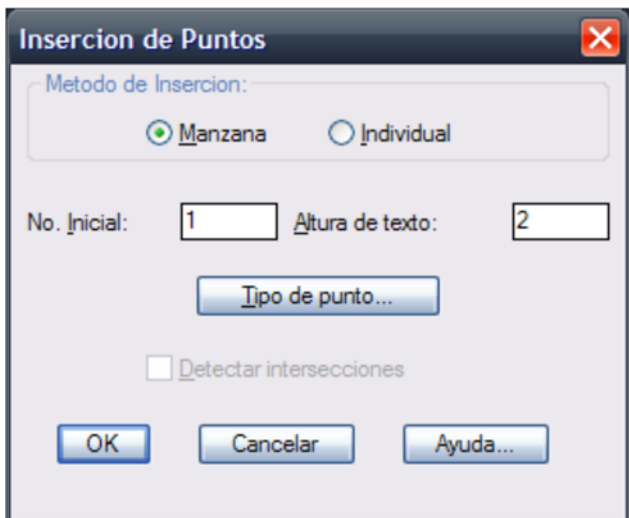 Insercion de Puntos
Metodo de Insercion:
Manzana Individual
No. Inicial: 1 Altura de texto: 2
Tipo de punto...
Detectar intersecciones
OK Cancelar Ayuda...